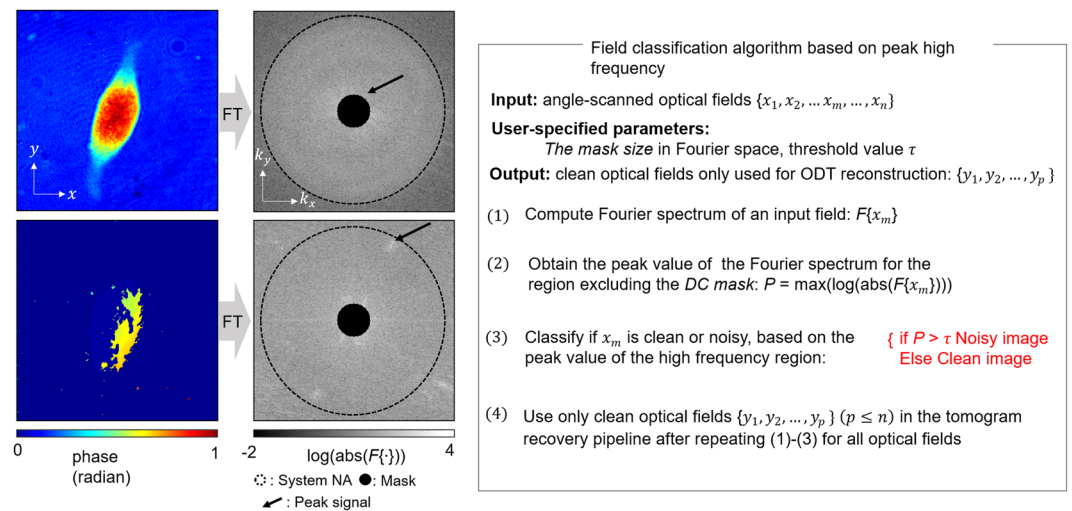 y
x
FT
k_y
k_x
FT
0
1
phase
(radian)
-2
4
log(abs(F{·}))
: System NA : Mask
: Peak signal
Field classification algorithm based on peak high
frequency
Input: angle-scanned optical fields {x₁, x₂, … xₘ, …, xₙ}
User-specified parameters:
The mask size in Fourier space, threshold value τ
Output: clean optical fields only used for ODT reconstruction: {y₁, y₂, …, yₚ }
(1) Compute Fourier spectrum of an input field: F{xₘ}
(2) Obtain the peak value of the Fourier spectrum for the
region excluding the DC mask: P = max(log(abs(F{xₘ})))
(3) Classify if xₘ is clean or noisy, based on the
peak value of the high frequency region:
{ if P > τ Noisy image
Else Clean image
(4) Use only clean optical fields {y₁, y₂, …, yₚ } (p ≤ n) in the tomogram
recovery pipeline after repeating (1)-(3) for all optical fields